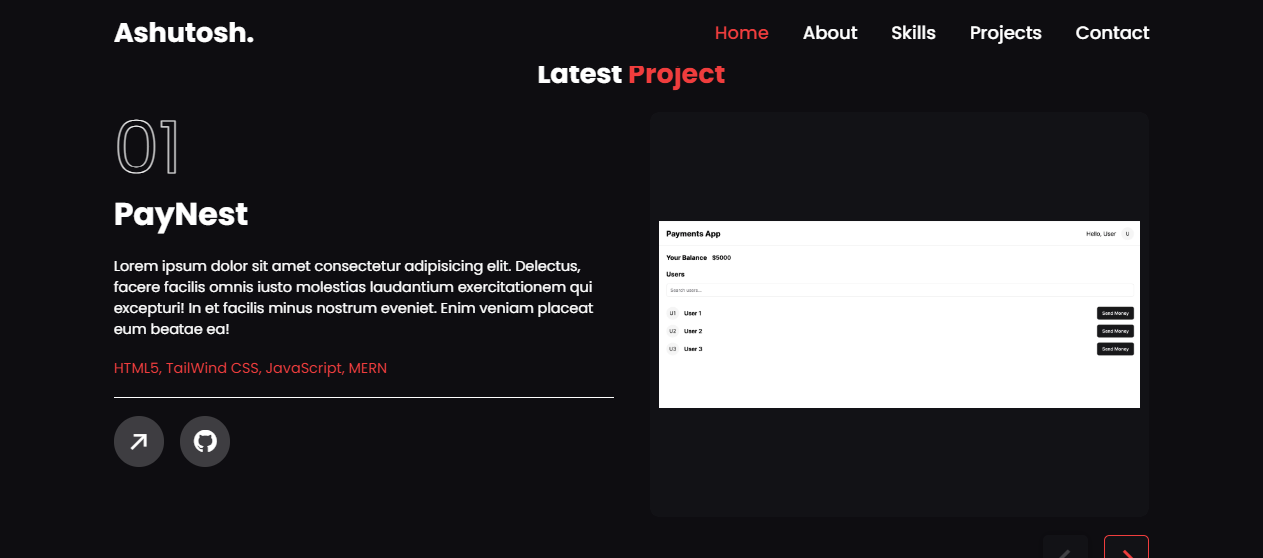 Ashutosh.
Home About Skills Projects Contact
Latest Project
01
PayNest
Lorem ipsum dolor sit amet consectetur adipisicing elit. Delectus,
facere facilis omnis iusto molestias laudantium exercitationem qui
excepturi! In et facilis minus nostrum eveniet. Enim veniam placeat
eum beatae ea!
HTML5, TailWind CSS, JavaScript, MERN
Payments App
Hello, User U
Your Balance $5000
Users
Search users...
U1 User 1 Send Money
U2 User 2 Send Money
U3 User 3 Send Money